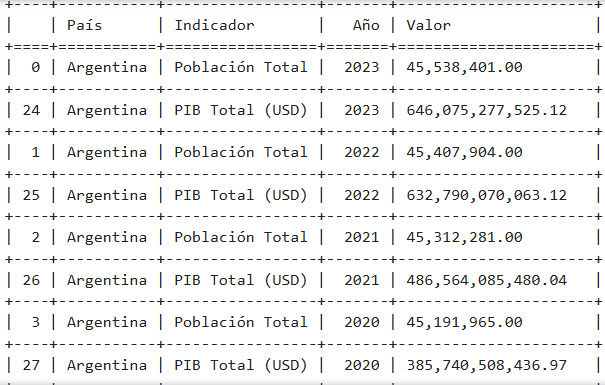 +----+-----------+------------------+-------+----------------------+
|    | País      | Indicador        |   Año | Valor                |
+====+===========+==================+=======+======================+
|  0 | Argentina | Población Total  |  2023 | 45,538,401.00        |
+----+-----------+------------------+-------+----------------------+
| 24 | Argentina | PIB Total (USD)  |  2023 | 646,075,277,525.12   |
+----+-----------+------------------+-------+----------------------+
|  1 | Argentina | Población Total  |  2022 | 45,407,904.00        |
+----+-----------+------------------+-------+----------------------+
| 25 | Argentina | PIB Total (USD)  |  2022 | 632,790,070,063.12   |
+----+-----------+------------------+-------+----------------------+
|  2 | Argentina | Población Total  |  2021 | 45,312,281.00        |
+----+-----------+------------------+-------+----------------------+
| 26 | Argentina | PIB Total (USD)  |  2021 | 486,564,085,480.04   |
+----+-----------+------------------+-------+----------------------+
|  3 | Argentina | Población Total  |  2020 | 45,191,965.00        |
+----+-----------+------------------+-------+----------------------+
| 27 | Argentina | PIB Total (USD)  |  2020 | 385,740,508,436.97   |